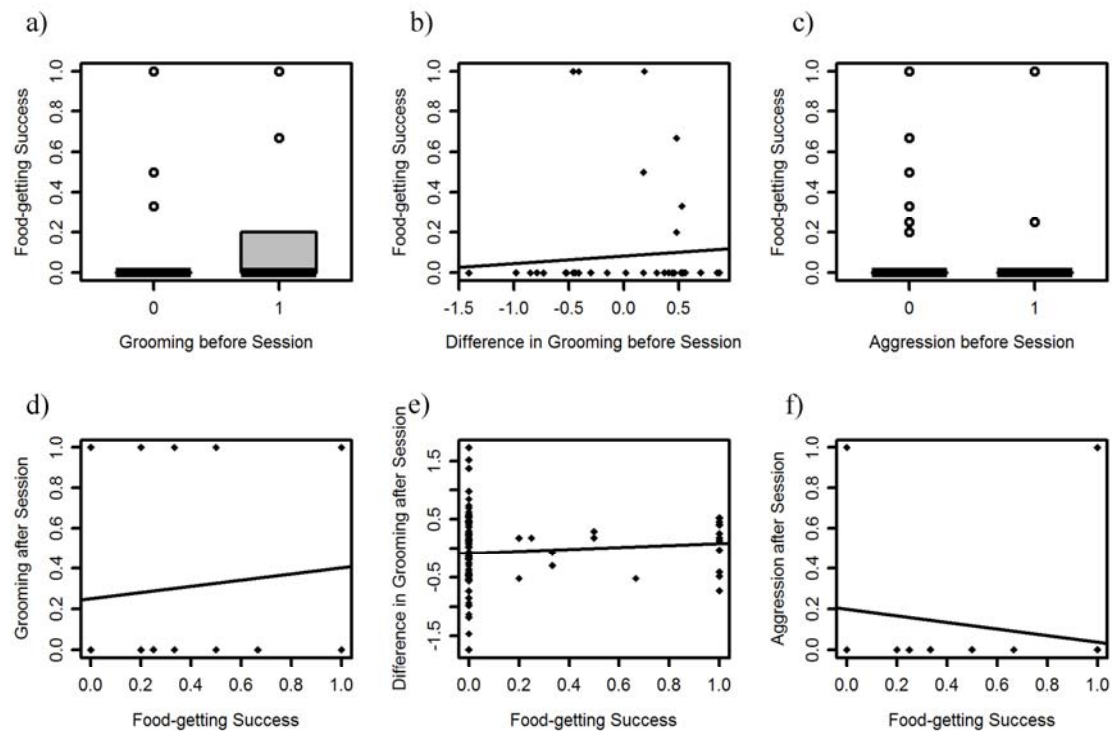 a)
Food-getting Success
0.0 0.2 0.4 0.6 0.8 1.0
0 1
Grooming before Session
b)
Food-getting Success
0.0 0.2 0.4 0.6 0.8 1.0
-1.5 -1.0 -0.5 0.0 0.5
Difference in Grooming before Session
c)
Food-getting Success
0.0 0.2 0.4 0.6 0.8 1.0
0 1
Aggression before Session
d)
Grooming after Session
0.0 0.2 0.4 0.6 0.8 1.0
0.0 0.2 0.4 0.6 0.8 1.0
Food-getting Success
e)
Difference in Grooming after Session
-1.5 -0.5 0.5 1.5
0.0 0.2 0.4 0.6 0.8 1.0
Food-getting Success
f)
Aggression after Session
0.0 0.2 0.4 0.6 0.8 1.0
0.0 0.2 0.4 0.6 0.8 1.0
Food-getting Success